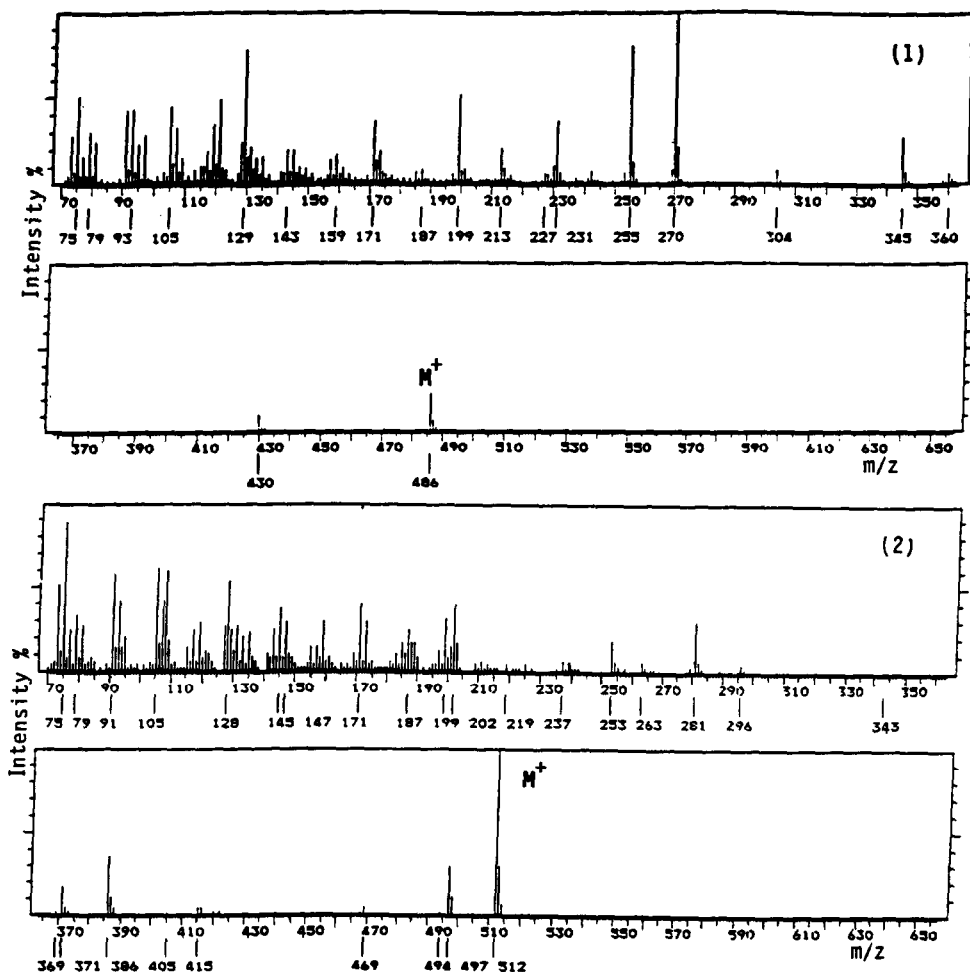 (1)
Intensity %
70 90 110 130 150 170 190 210 230 250 270 290 310 330 350
75 79 93 105 129 143 159 171 187 199 213 227 231 255 270 304 345 360
M+
370 390 410 430 450 470 490 510 530 550 570 590 610 630 650
m/z
430 486
(2)
Intensity %
70 90 110 130 150 170 190 210 230 250 270 290 310 330 350
75 79 91 105 128 145 147 171 187 199 202 219 237 253 263 281 296 343
M+
370 390 410 430 450 470 490 510 530 550 570 590 610 630 650
m/z
369 371 386 405 415 469 494 497 512